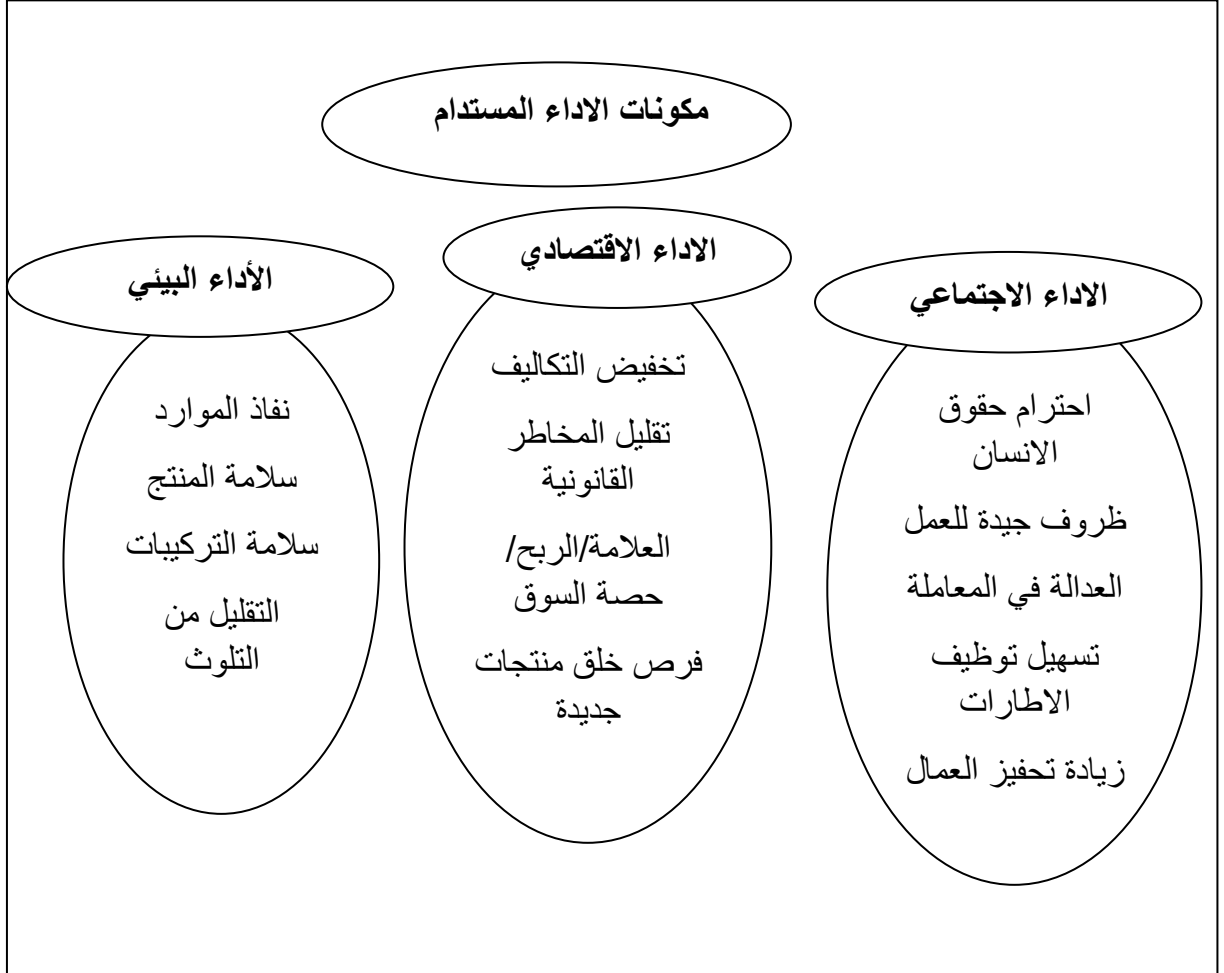 مكونات الاداء المستدام
الاداء الاجتماعي
احترام حقوق
الانسان
ظروف جيدة للعمل
العدالة في المعاملة
تسهيل توظيف
الاطارات
زيادة تحفيز العمال
الاداء الاقتصادي
تخفيض التكاليف
تقليل المخاطر
القانونية
العلامة/الربح/
حصة السوق
فرص خلق منتجات
جديدة
الأداء البيئي
نفاذ الموارد
سلامة المنتج
سلامة التركيبات
التقليل من
التلوث